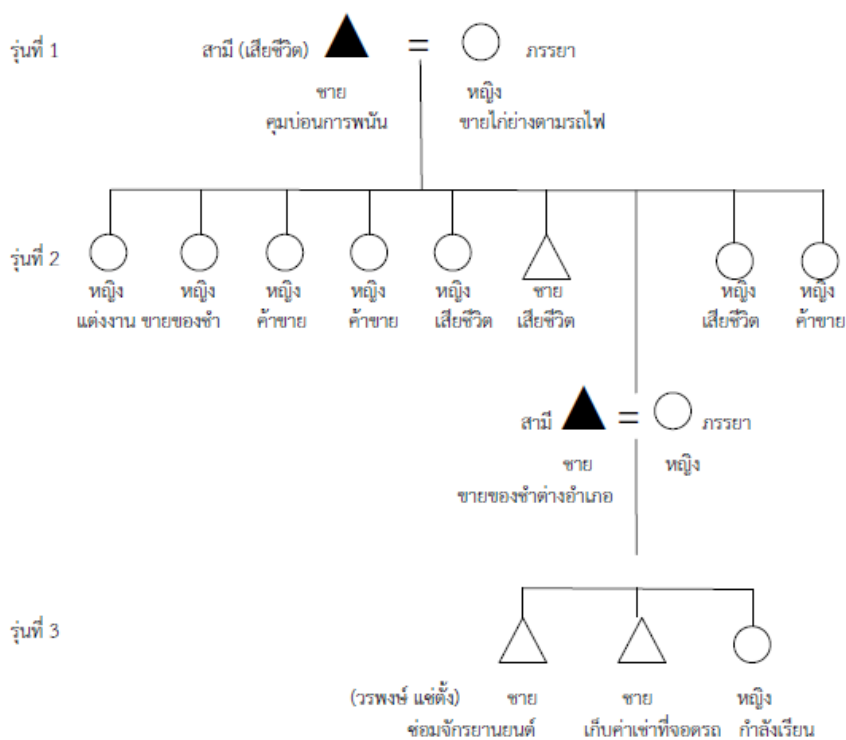 รุ่นที่ 1 สามี (เสียชีวิต) = ภรรยา
ชาย หญิง
คุมบ่อนการพนัน ขายไก่ย่างตามรถไฟ
รุ่นที่ 2
หญิง หญิง หญิง หญิง หญิง ชาย หญิง หญิง
แต่งงาน ขายของชำ ค้าขาย ค้าขาย เสียชีวิต เสียชีวิต เสียชีวิต ค้าขาย
สามี = ภรรยา
ชาย หญิง
ขายของชำต่างอำเภอ
รุ่นที่ 3
(วรพงษ์ แซ่ตั้ง) ชาย ชาย หญิง
ซ่อมจักรยานยนต์ เก็บค่าเช่าที่จอดรถ กำลังเรียน